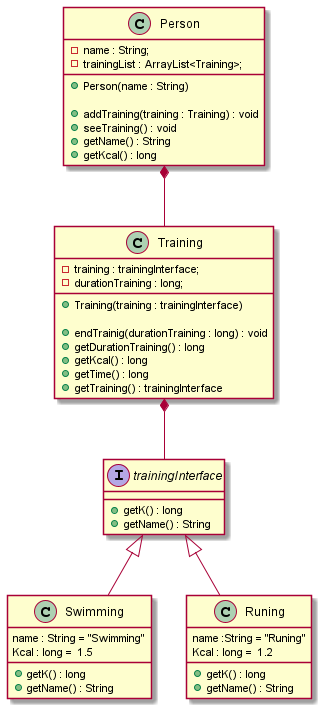 C Person
name : String;
trainingList : ArrayList<Training>;
Person(name : String)
addTraining(training : Training) : void
seeTraining() : void
getName() : String
getKcal() : long
C Training
training : trainingInterface;
durationTraining : long;
Training(training : trainingInterface)
endTrainig(durationTraining : long) : void
getDurationTraining() : long
getKcal() : long
getTime() : long
getTraining() : trainingInterface
I trainingInterface
getK() : long
getName() : String
C Swimming
name : String = "Swimming"
Kcal : long = 1.5
getK() : long
getName() : String
C Runing
name :String = "Runing"
Kcal : long = 1.2
getK() : long
getName() : String